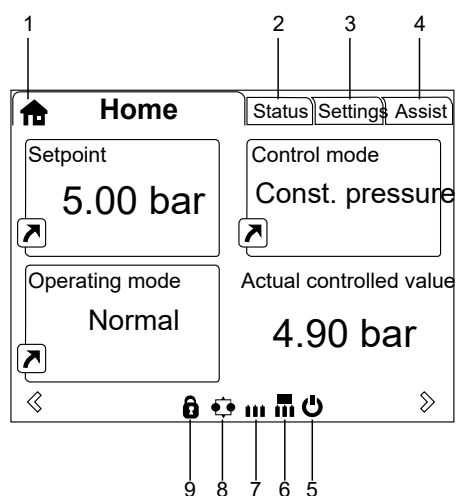 1 2 3 4
Home Status Settings Assist
Setpoint Control mode
5.00 bar Const. pressure
Operating mode Actual controlled value
Normal 4.90 bar
9 8 7 6 5